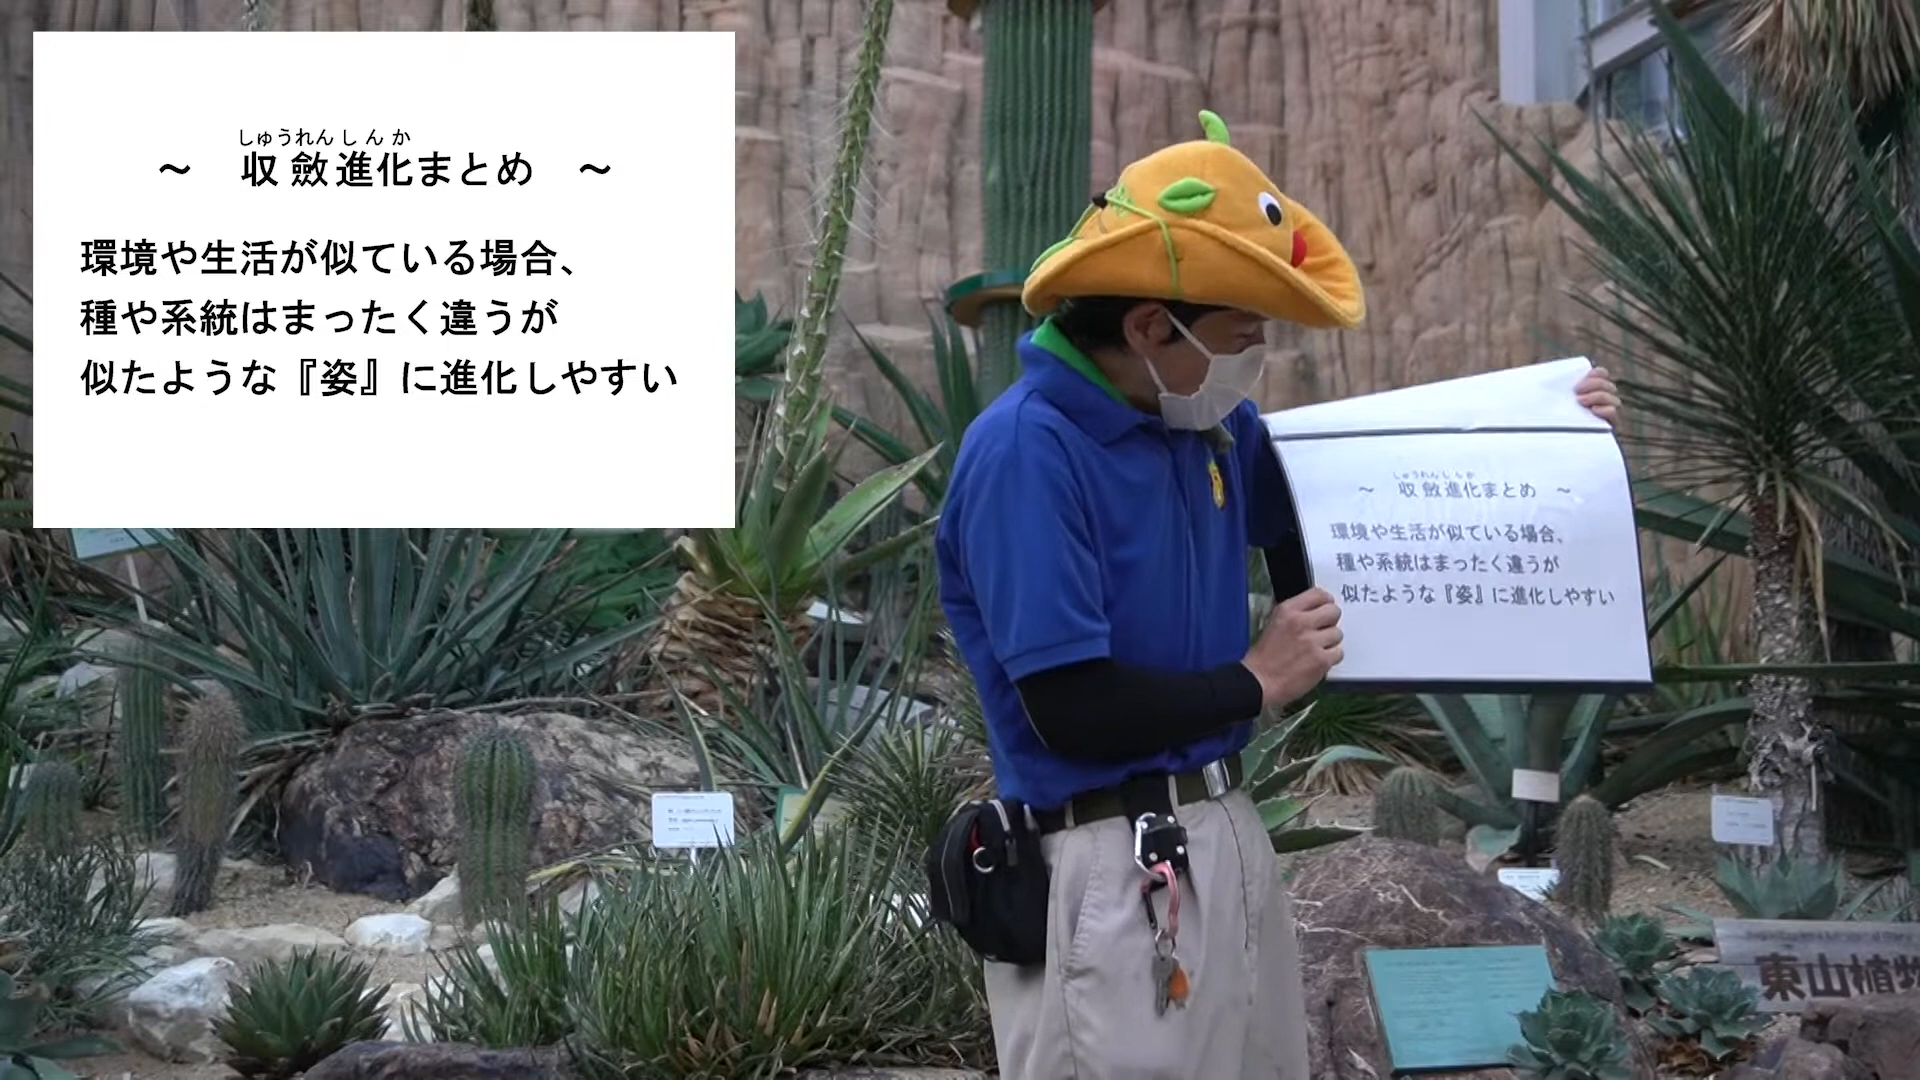 しゅうれんしんか
～ 収斂進化まとめ ～
環境や生活が似ている場合、
種や系統はまったく違うが
似たような『姿』に進化しやすい
しゅうれんしんか
～ 収斂進化まとめ ～
環境や生活が似ている場合、
種や系統はまったく違うが
似たような『姿』に進化しやすい
東山植物